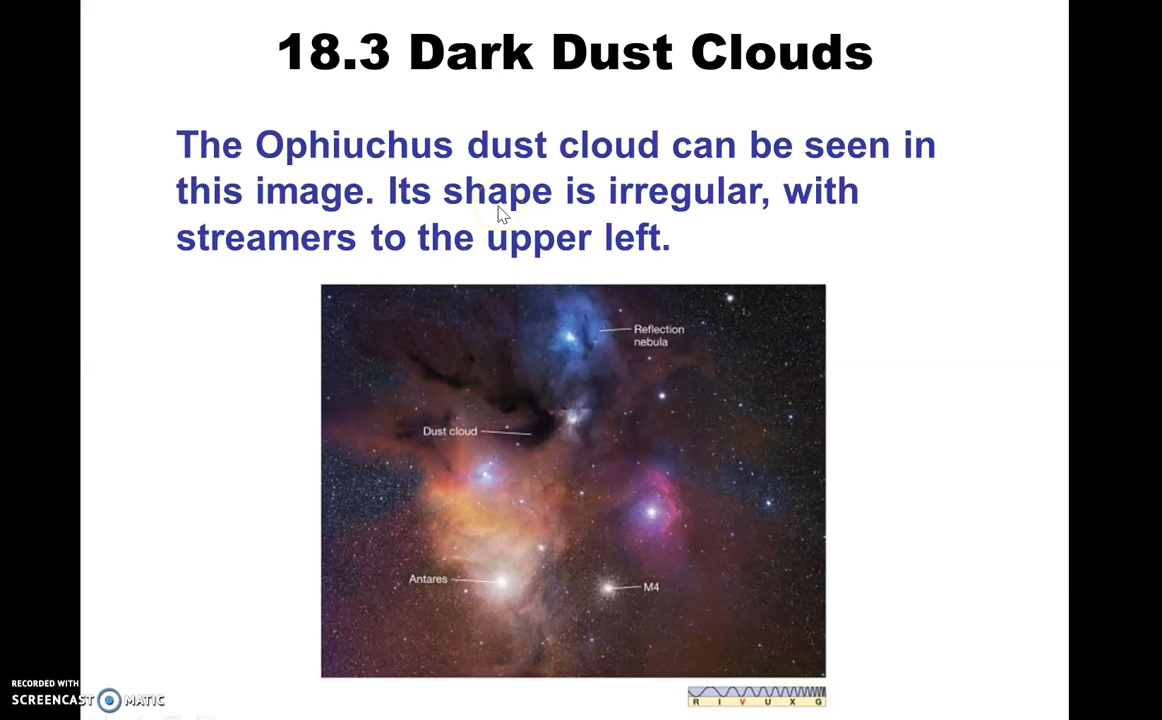 18.3 Dark Dust Clouds
The Ophiuchus dust cloud can be seen in
this image. Its shape is irregular, with
streamers to the upper left.
Reflection
nebula
Dust cloud
Antares
M4
RECORDED WITH
SCREENCAST MATIC
R I V U X G